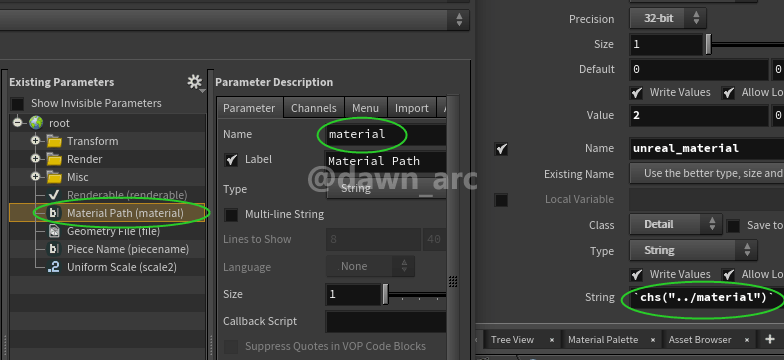 Existing Parameters
Show Invisible Parameters
root
Transform
Render
Misc
Renderable (renderable)
Material Path (material)
Geometry File (file)
Piece Name (piecename)
Uniform Scale (scale2)
Parameter Description
Parameter Channels Menu Import
Name material
Label Material Path
Type String
Multi-line String
Lines to Show 8 40
Language None
Size 1
Callback Script
Suppress Quotes in VOP Code Blocks
@dawn_arc
Precision 32-bit
Size 1
Default 0 0
Write Values Allow Lo
Value 2 0
Name unreal_material
Existing Name Use the better type, size and
Local Variable
Class Detail Save to
Type String
Write Values Allow Lo
String `chs("../material")`
Tree View × Material Palette × Asset Browser × +